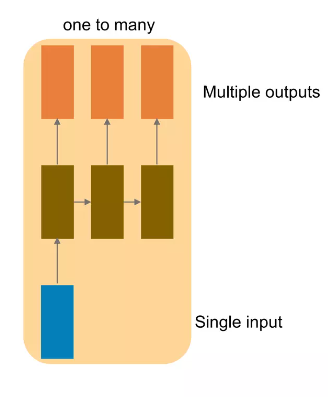 one to many
Multiple outputs
Single input